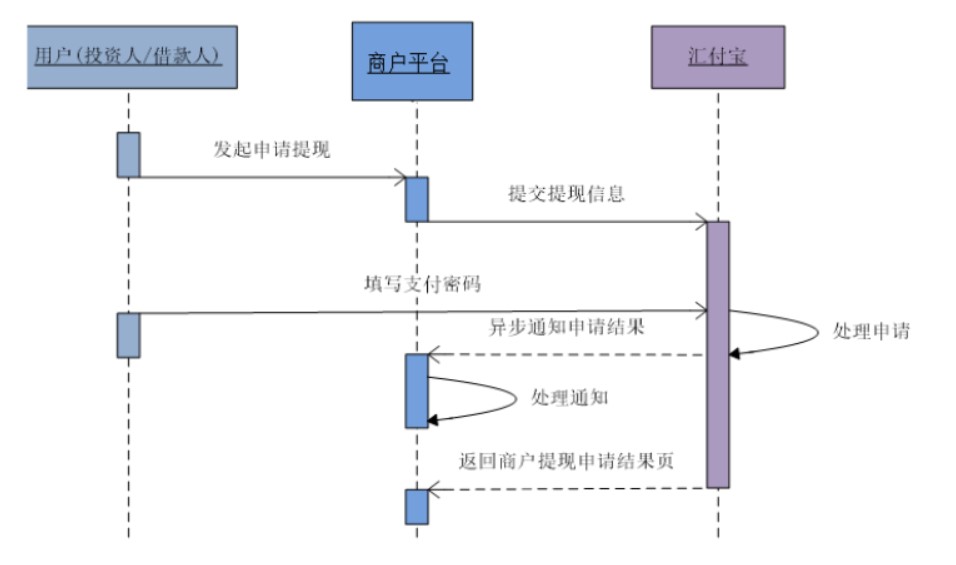 用户(投资人/借款人)
商户平台
汇付宝
发起申请提现
提交提现信息
填写支付密码
异步通知申请结果
处理申请
处理通知
返回商户提现申请结果页